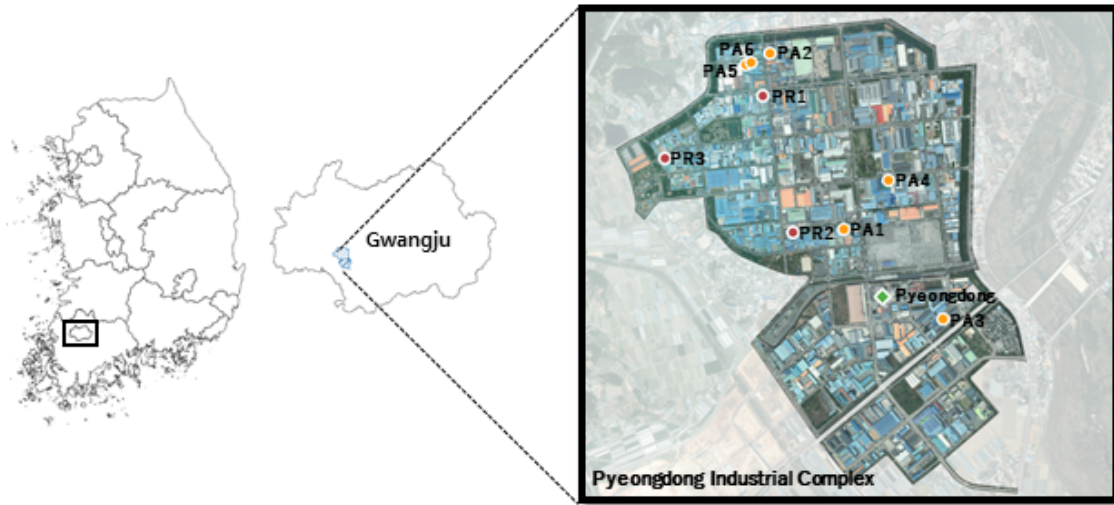 PA6
PA2
PA5
PR1
PR3
PA4
PR2
PA1
Gwangju
Pyeongdong
PA3
Pyeongdong Industrial Complex